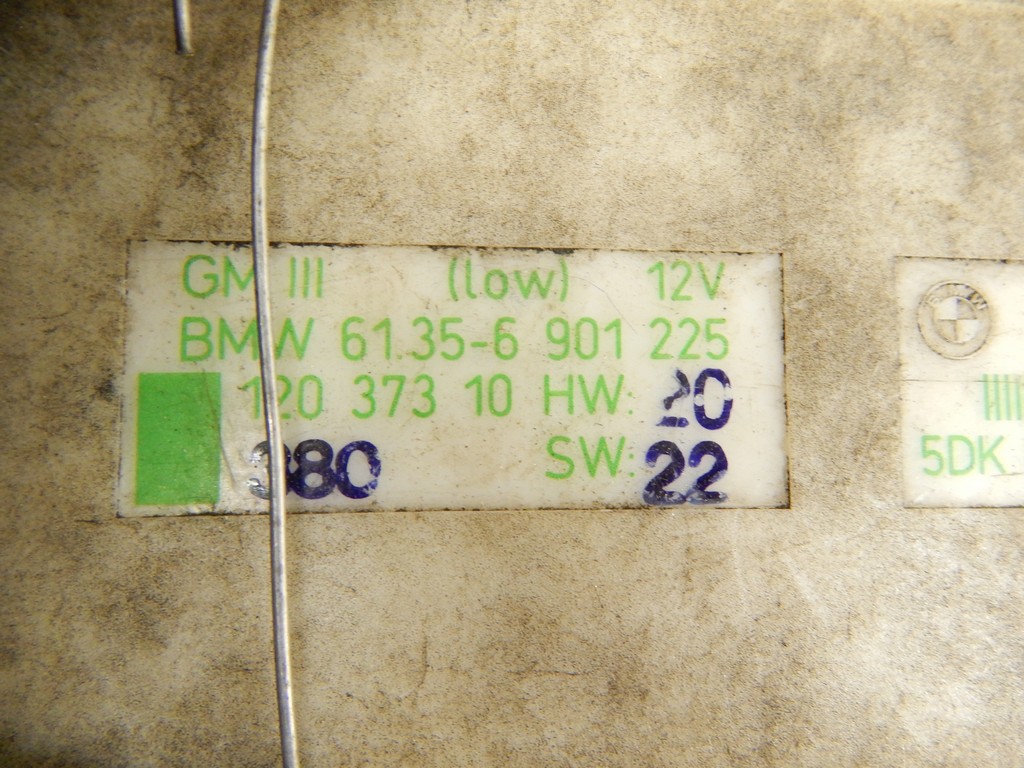 GM III (low) 12V
BMW 61.35-6 901 225
120 373 10 HW: 20
380 SW: 22
BMW
5DK